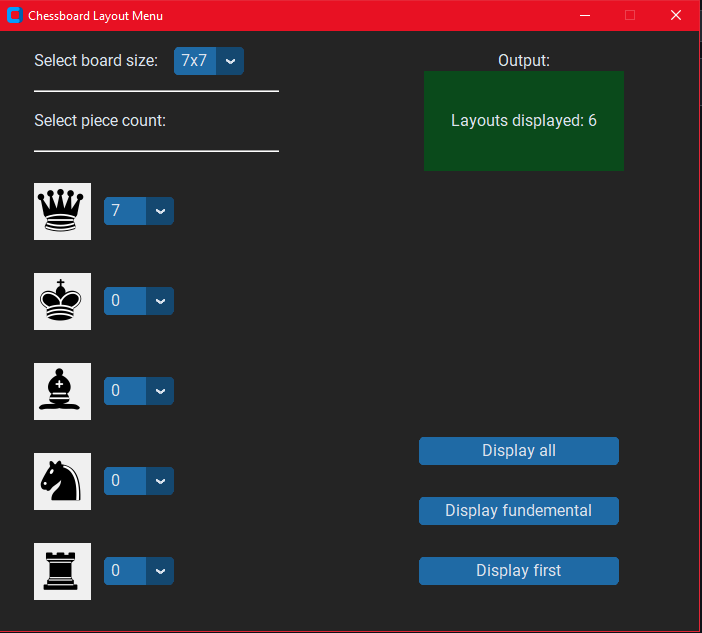 Chessboard Layout Menu
Select board size: 7x7
Output:
Select piece count:
Layouts displayed: 6
7
0
0
0
0
Display all
Display fundemental
Display first